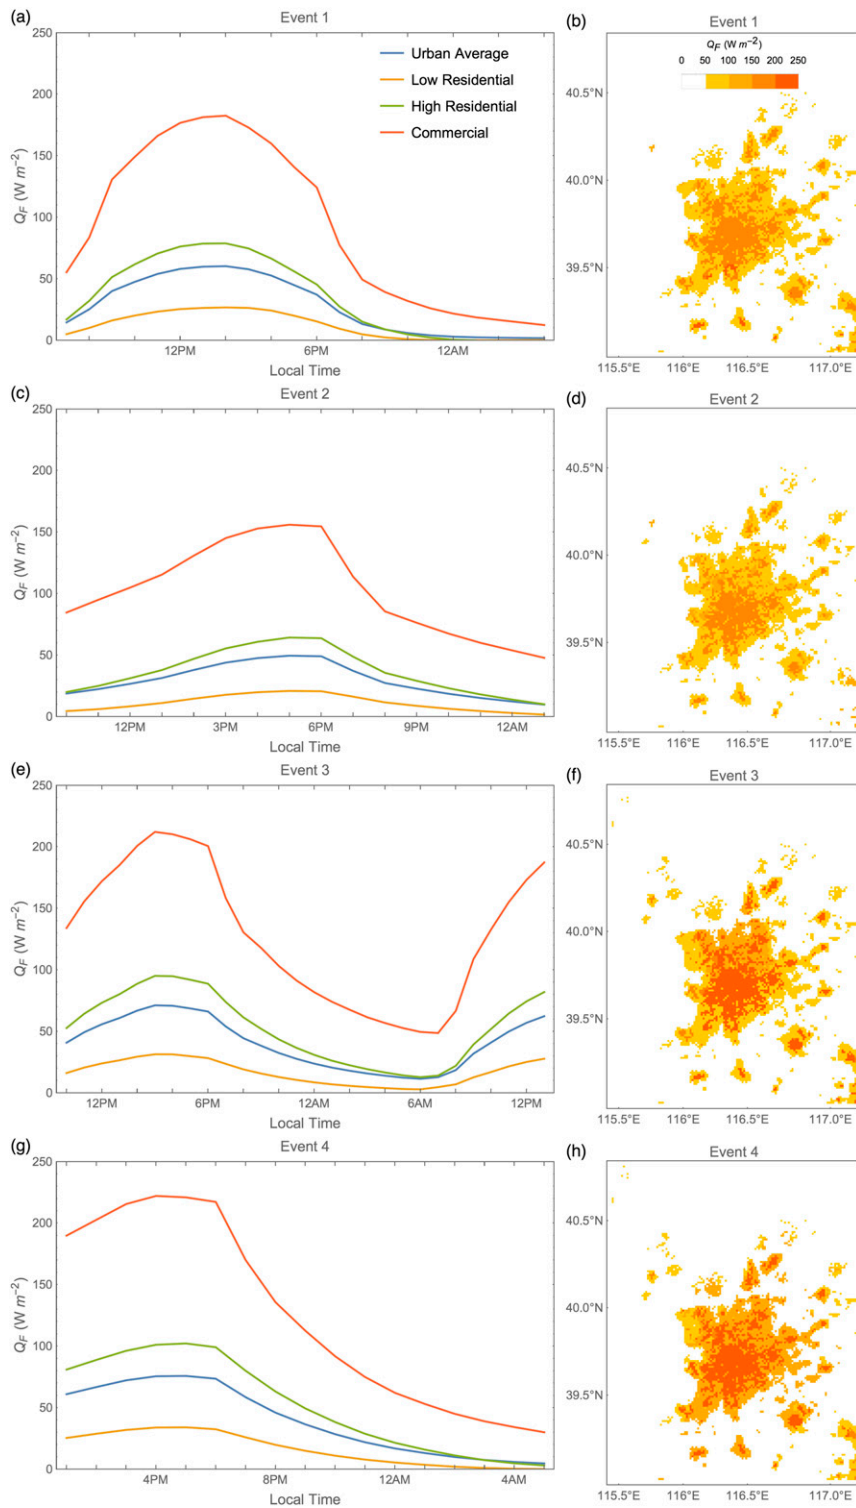 (a) Event 1
250
200
150
100
50
0
Q_F (W m⁻²)
Urban Average
Low Residential
High Residential
Commercial
12PM 6PM 12AM
Local Time
(b) Event 1
Q_F (W m⁻²)
0 50 100 150 200 250
40.5°N
40.0°N
39.5°N
115.5°E 116°E 116.5°E 117.0°E
(c) Event 2
250
200
150
100
50
0
Q_F (W m⁻²)
12PM 3PM 6PM 9PM 12AM
Local Time
(d) Event 2
40.5°N
40.0°N
39.5°N
115.5°E 116°E 116.5°E 117.0°E
(e) Event 3
250
200
150
100
50
0
Q_F (W m⁻²)
12PM 6PM 12AM 6AM 12PM
Local Time
(f) Event 3
40.5°N
40.0°N
39.5°N
115.5°E 116°E 116.5°E 117.0°E
(g) Event 4
250
200
150
100
50
0
Q_F (W m⁻²)
4PM 8PM 12AM 4AM
Local Time
(h) Event 4
40.5°N
40.0°N
39.5°N
115.5°E 116°E 116.5°E 117.0°E